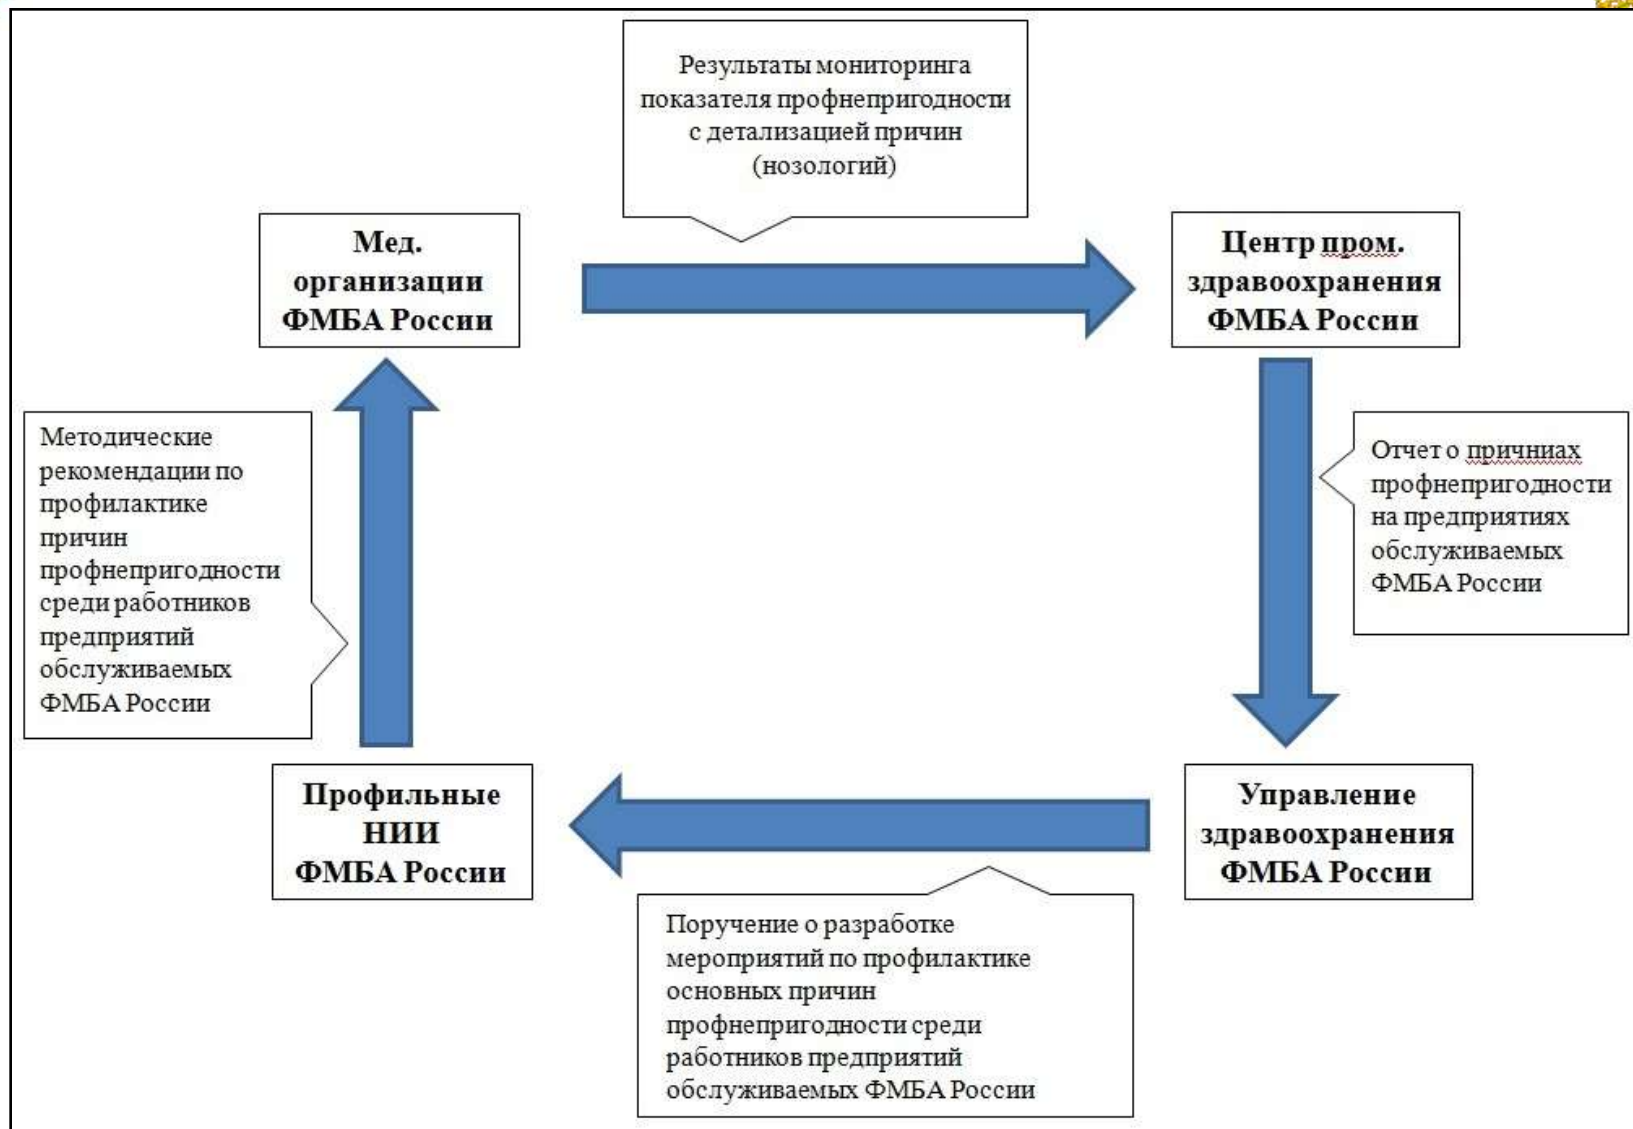 Результаты мониторинга
показателя профнепригодности
с детализацией причин
(нозологий)
Мед.
организации
ФМБА России
Центр пром.
здравоохранения
ФМБА России
Методические
рекомендации по
профилактике
причин
профнепригодности
среди работников
предприятий
обслуживаемых
ФМБА России
Отчет о причниах
профнепригодности
на предприятиях
обслуживаемых
ФМБА России
Профильные
НИИ
ФМБА России
Управление
здравоохранения
ФМБА России
Поручение о разработке
мероприятий по профилактике
основных причин
профнепригодности среди
работников предприятий
обслуживаемых ФМБА России